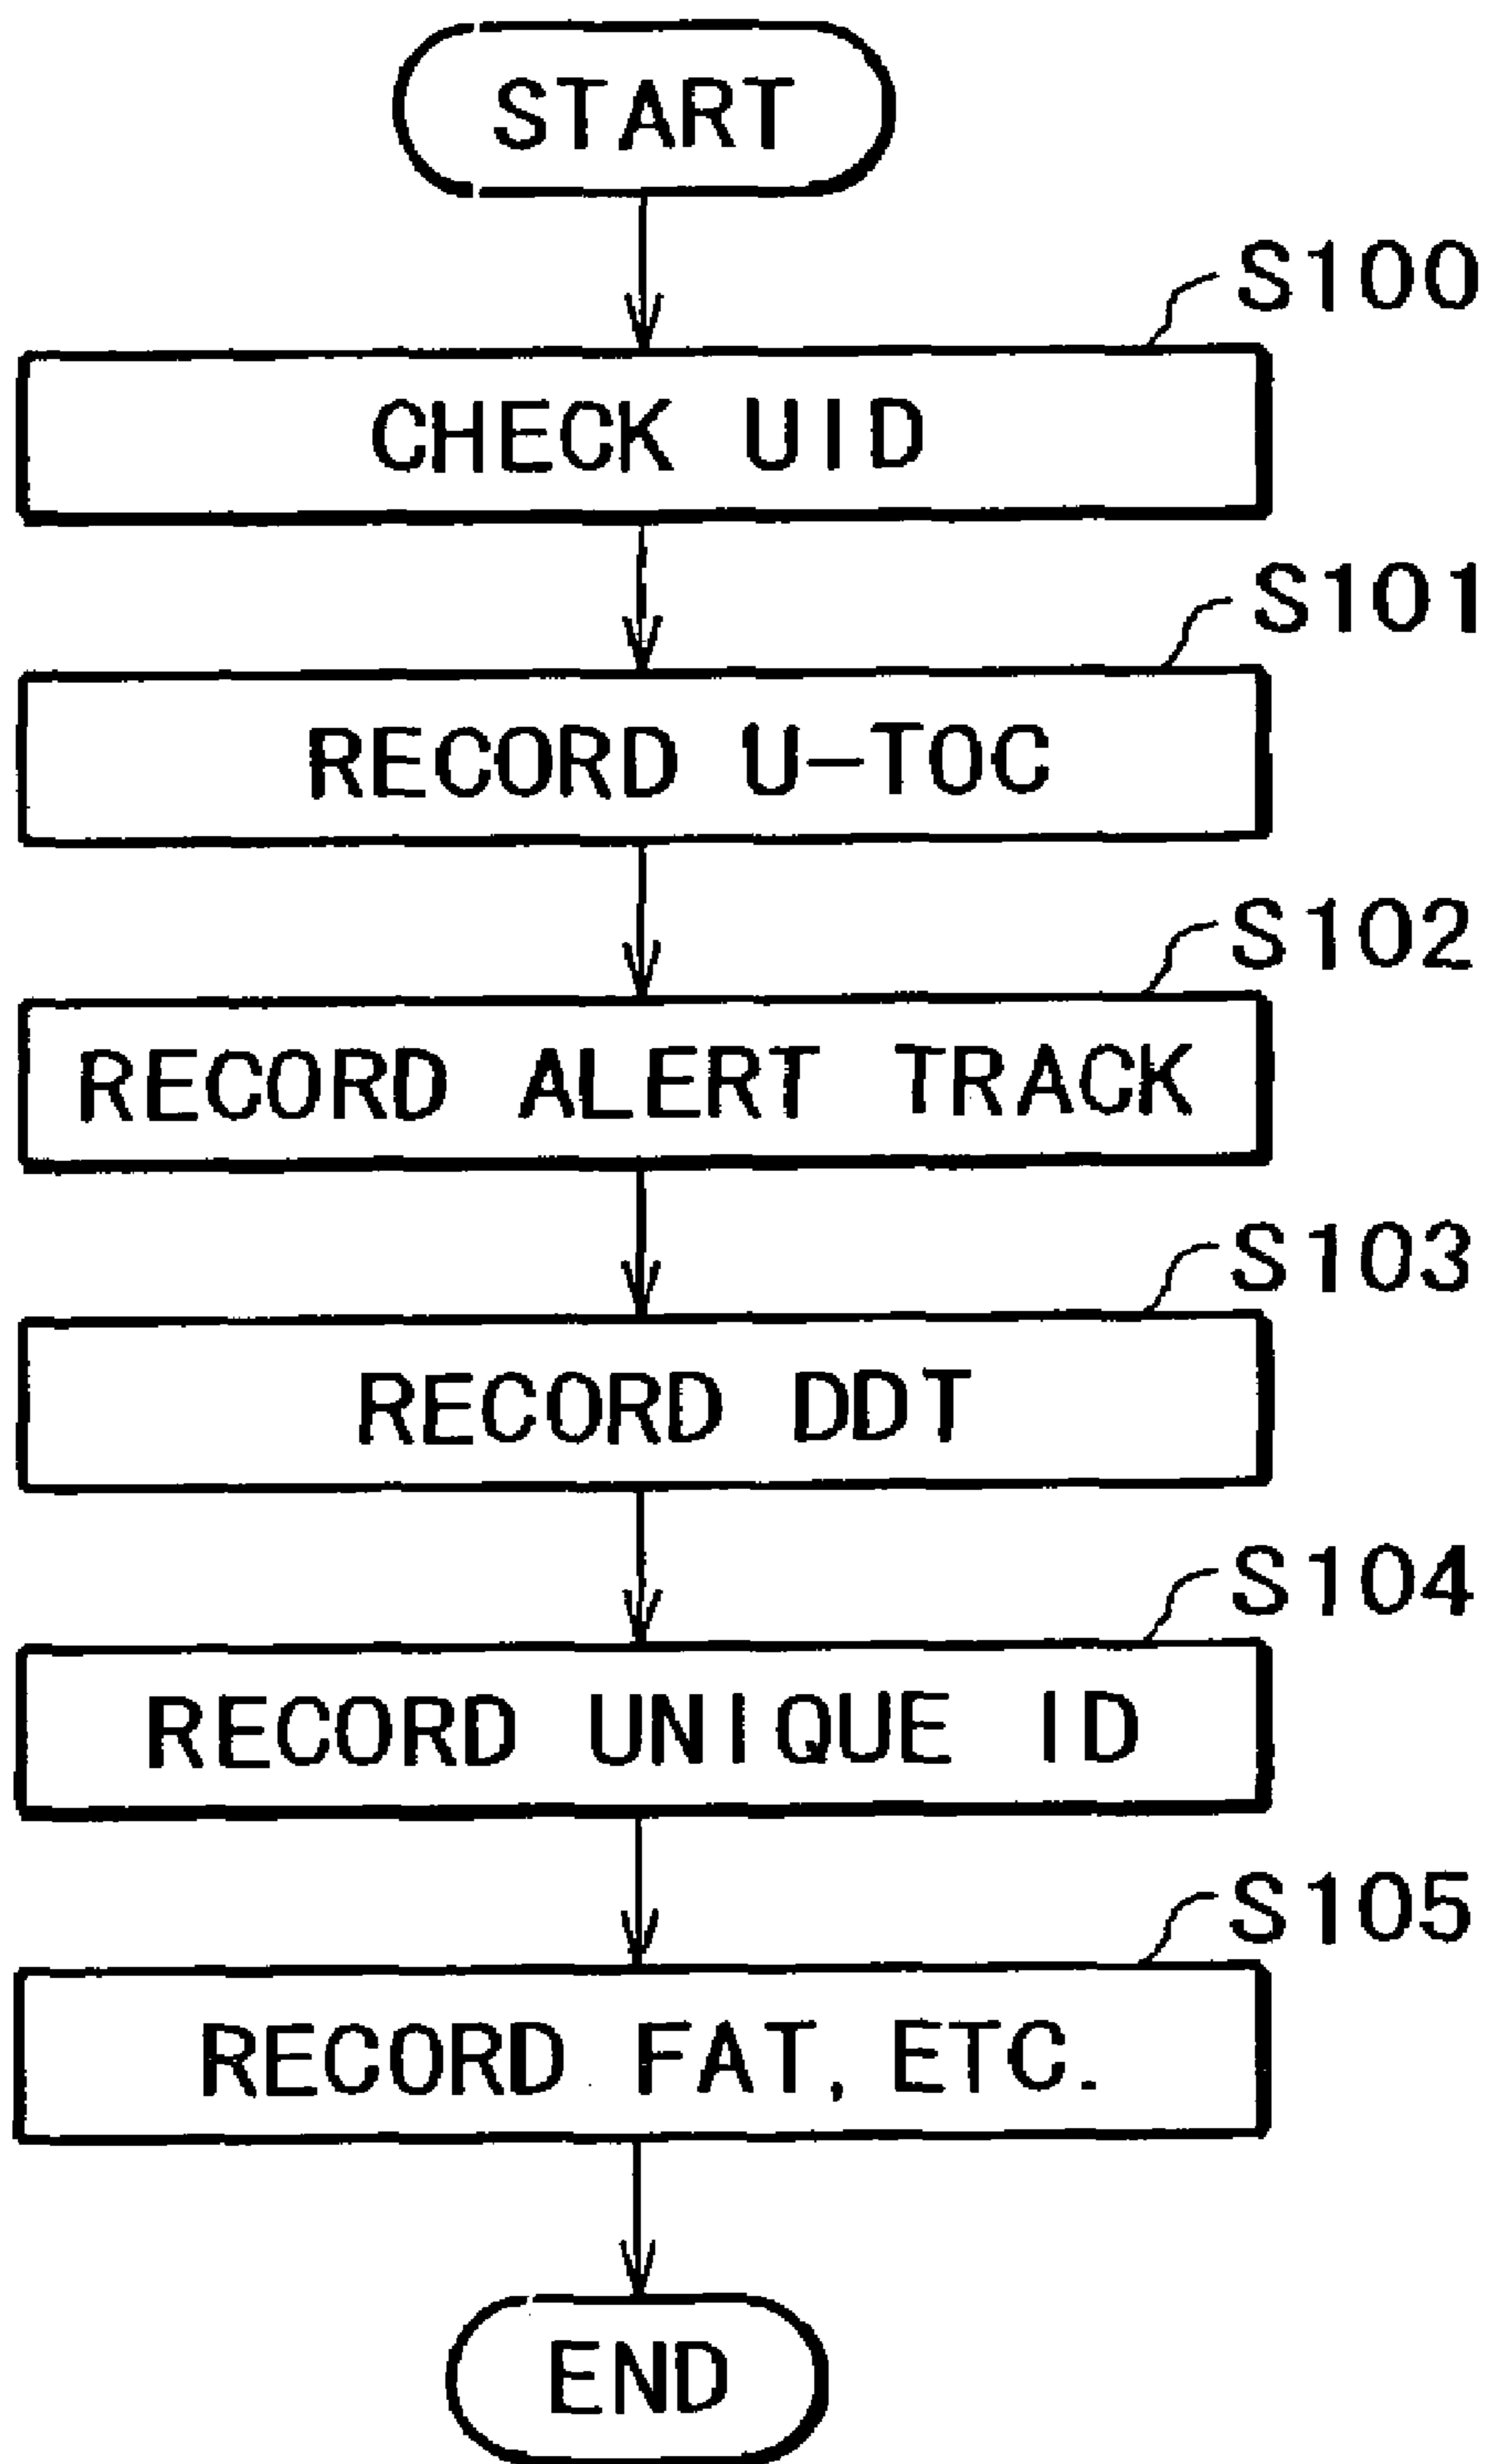 START
S100
CHECK UID
S101
RECORD U-TOC
S102
RECORD ALERT TRACK
S103
RECORD DDT
S104
RECORD UNIQUE ID
S105
RECORD FAT, ETC.
END